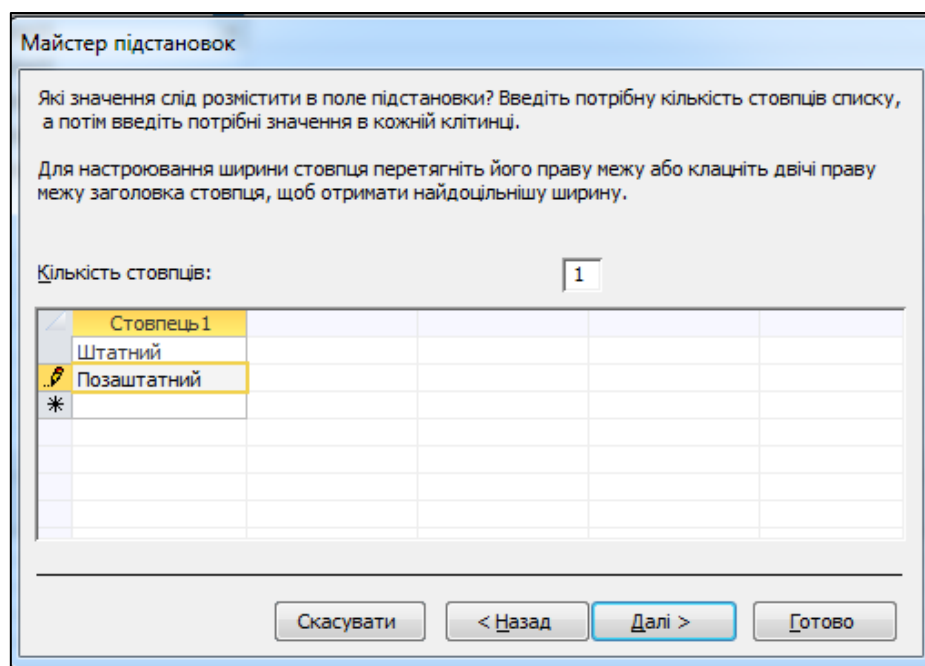 Майстер підстановок
Які значення слід розмістити в поле підстановки? Введіть потрібну кількість стовпців списку,
а потім введіть потрібні значення в кожній клітинці.
Для настроювання ширини стовпця перетягніть його праву межу або клацніть двічі праву
межу заголовка стовпця, щоб отримати найдоцільнішу ширину.
Кількість стовпців: 1
Стовпець1
Штатний
Позаштатний
Скасувати < Назад Далі > Готово